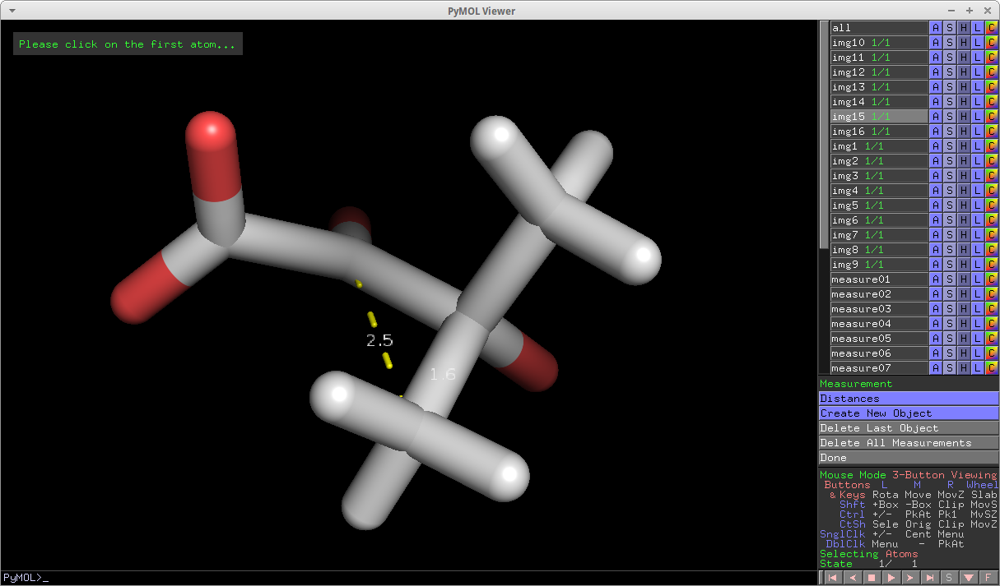 PyMOL Viewer
Please click on the first atom...
2.5
1.6
all A S H L C
img10 1/1 A S H L C
img11 1/1 A S H L C
img12 1/1 A S H L C
img13 1/1 A S H L C
img14 1/1 A S H L C
img15 1/1 A S H L C
img16 1/1 A S H L C
img1 1/1 A S H L C
img2 1/1 A S H L C
img3 1/1 A S H L C
img4 1/1 A S H L C
img5 1/1 A S H L C
img6 1/1 A S H L C
img7 1/1 A S H L C
img8 1/1 A S H L C
img9 1/1 A S H L C
measure01 A S H L C
measure02 A S H L C
measure03 A S H L C
measure04 A S H L C
measure05 A S H L C
measure06 A S H L C
measure07 A S H L C
Measurement
Distances
Create New Object
Delete Last Object
Delete All Measurements
Done
Mouse Mode 3-Button Viewing
Buttons L M R Wheel
& Keys Rota Move MovZ Slab
Shft +Box -Box Clip MovS
Ctrl +/- PkAt Pk1 MvSZ
CtSh Sele Orig Clip MovZ
SnglClk +/- Cent Menu
DblClk Menu - PkAt
Selecting Atoms
State 1/ 1
S F
PyMOL>_